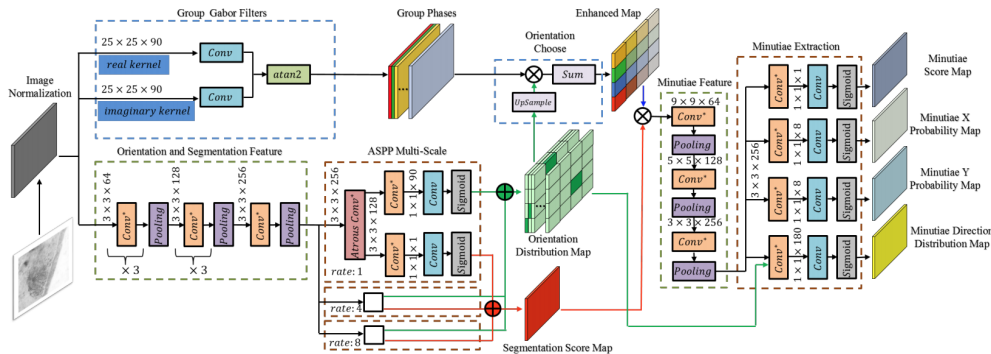 Group Gabor Filters
25 × 25 × 90
real kernel
Conv
25 × 25 × 90
imaginary kernel
Conv
atan2
Group Phases
...
Orientation
Choose
Sum
UpSample
Enhanced Map
Image
Normalization
Orientation and Segmentation Feature
3 × 3 × 64
Conv*
Pooling
× 3
3 × 3 × 128
Conv*
Pooling
× 3
3 × 3 × 256
Conv*
Pooling
ASPP Multi-Scale
3 × 3 × 256
Atrous Conv*
3 × 3 × 128
Conv*
1 × 1 × 90
Conv
Sigmoid
Conv*
1 × 1 × 1
Conv
Sigmoid
rate: 1
rate: 4
rate: 8
...
Orientation
Distribution Map
Segmentation Score Map
Minutiae Feature
9 × 9 × 64
Conv*
Pooling
5 × 5 × 128
Conv*
Pooling
3 × 3 × 256
Conv*
Pooling
Minutiae Extraction
3 × 3 × 256
Conv*
1 × 1 × 1
Conv
Sigmoid
Conv*
1 × 1 × 8
Conv
Sigmoid
Conv*
1 × 1 × 8
Conv
Sigmoid
Conv*
1 × 1 × 180
Conv
Sigmoid
Minutiae
Score Map
Minutiae X
Probability Map
Minutiae Y
Probability Map
Minutiae Direction
Distribution Map